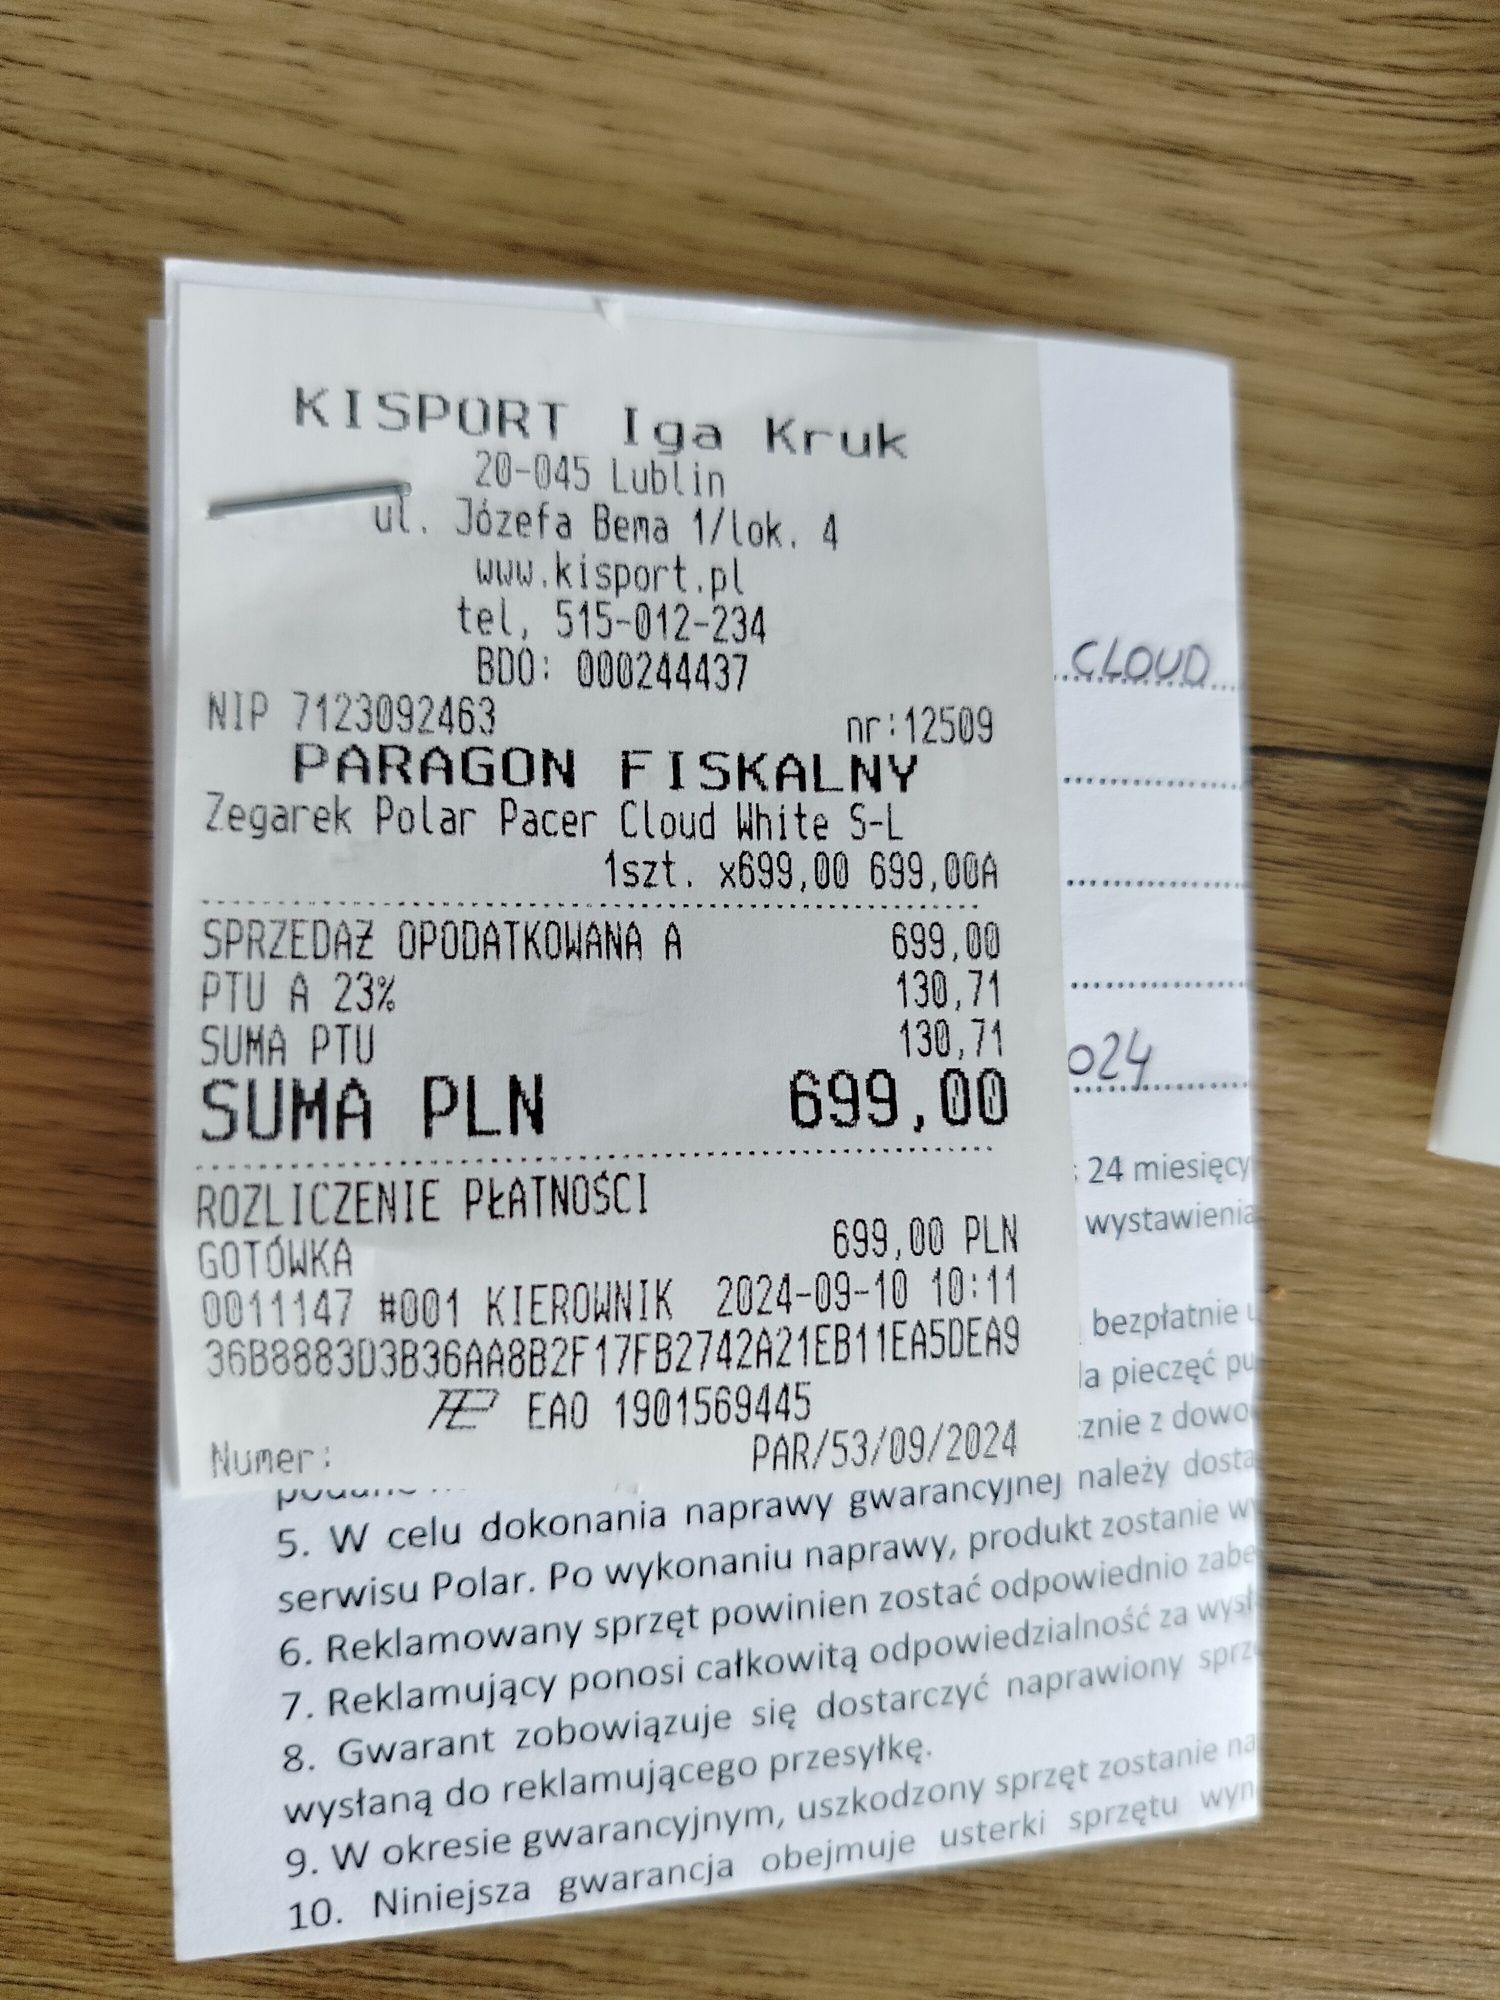 KISPORT Iga Kruk
20-045 Lublin
ul. Józefa Bema 1/lok. 4
www.kisport.pl
tel, 515-012-234
BDO: 000244437
NIP 7123092463 nr:12509
PARAGON FISKALNY
Zegarek Polar Pacer Cloud White S-L
1szt. x699,00 699,00A
SPRZEDAŻ OPODATKOWANA A 699,00
PTU A 23% 130,71
SUMA PTU 130,71
SUMA PLN 699,00
ROZLICZENIE PŁATNOŚCI
GOTÓWKA 699,00 PLN
0011147 #001 KIEROWNIK 2024-09-10 10:11
36B8883D3B36AA8B2F17FB2742A21EB11EA5DEA9
EAO 1901569445
Numer: PAR/53/09/2024
CLOUD
024
24 miesięcy
wystawienia
bezpłatnie
pieczęć
5. W celu dokonania naprawy gwarancyjnej należy
serwisu Polar. Po wykonaniu naprawy, produkt zostanie
6. Reklamowany sprzęt powinien zostać odpowiednio
7. Reklamujący ponosi całkowitą odpowiedzialność za
8. Gwarant zobowiązuje się dostarczyć naprawiony
wysłaną do reklamującego przesyłkę.
9. W okresie gwarancyjnym, uszkodzony sprzęt zostanie
10. Niniejsza gwarancja obejmuje usterki sprzętu